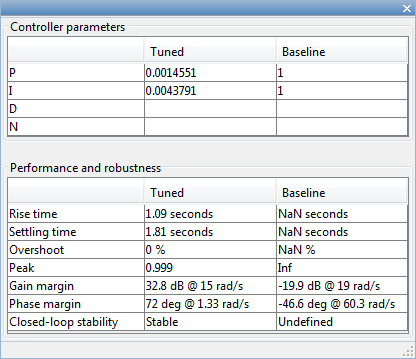 Controller parameters
Tuned Baseline
P 0.0014551 1
I 0.0043791 1
D
N
Performance and robustness
Tuned Baseline
Rise time 1.09 seconds NaN seconds
Settling time 1.81 seconds NaN seconds
Overshoot 0 % NaN %
Peak 0.999 Inf
Gain margin 32.8 dB @ 15 rad/s -19.9 dB @ 19 rad/s
Phase margin 72 deg @ 1.33 rad/s -46.6 deg @ 60.3 rad/s
Closed-loop stability Stable Undefined